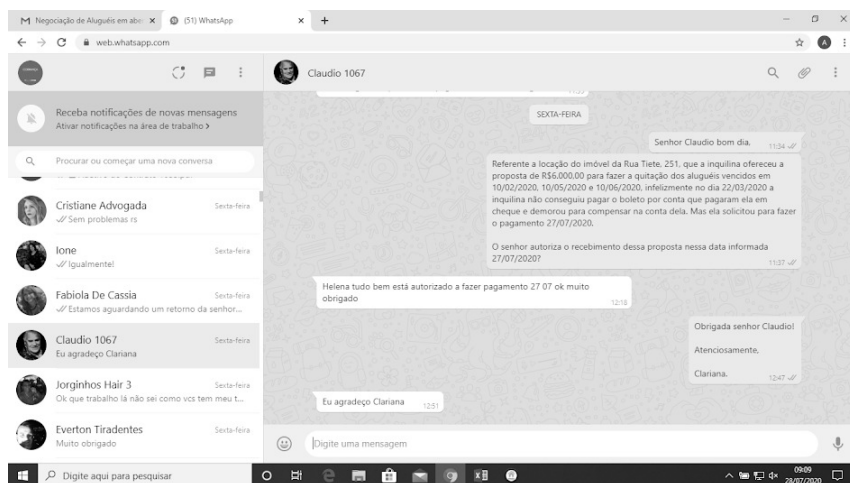 Negociação de Aluguéis em abe
(51) WhatsApp
web.whatsapp.com
Receba notificações de novas mensagens
Ativar notificações na área de trabalho >
Procurar ou começar uma nova conversa
Cristiane Advogada
Sexta-feira
Sem problemas rs
Ione
Sexta-feira
Igualmente!
Fabiola De Cassia
Sexta-feira
Estamos aguardando um retorno da senhor...
Claudio 1067
Sexta-feira
Eu agradeço Clariana
Jorginhos Hair 3
Sexta-feira
Ok que trabalho lá não sei como vcs tem meu t...
Everton Tiradentes
Sexta-feira
Muito obrigado
Claudio 1067
SEXTA-FEIRA
Senhor Claudio bom dia.
11:34
Referente a locação do imóvel da Rua Tiete, 251, que a inquilina ofereceu a
proposta de R$6.000,00 para fazer a quitação dos aluguéis vencidos em
10/02/2020, 10/05/2020 e 10/06/2020, infelizmente no dia 22/03/2020 a
inquilina não conseguiu pagar o boleto por conta que pagaram ela em
cheque e demorou para compensar na conta dela. Mas ela solicitou para fazer
o pagamento 27/07/2020.
O senhor autoriza o recebimento dessa proposta nessa data informada
27/07/2020?
11:37
Helena tudo bem está autorizado a fazer pagamento 27 07 ok muito
obrigado
12:18
Obrigada senhor Claudio!
Atenciosamente,
Clariana.
12:47
Eu agradeço Clariana
12:51
Digite uma mensagem
Digite aqui para pesquisar
09:09
28/07/2020